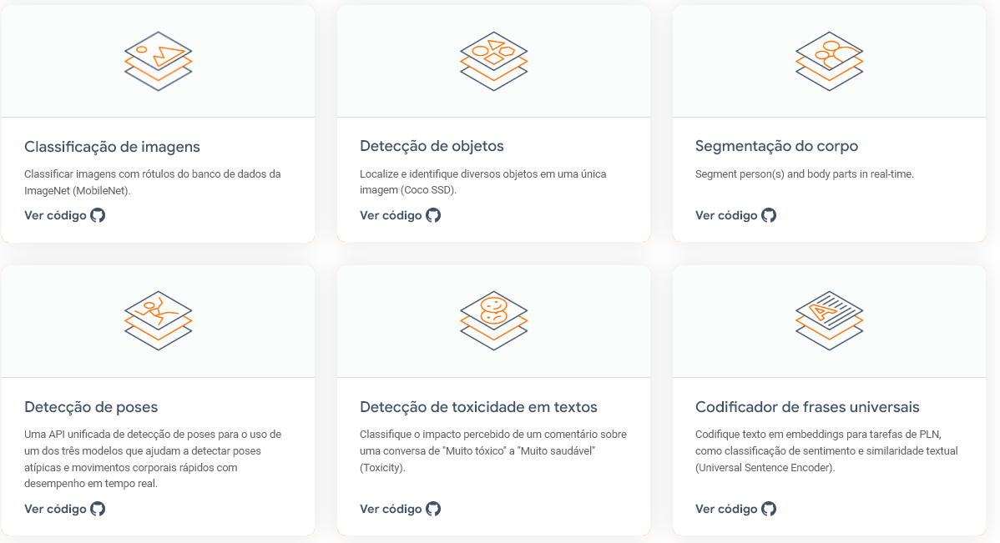 Classificação de imagens
Classificar imagens com rótulos do banco de dados da
ImageNet (MobileNet).
Ver código
Detecção de objetos
Localize e identifique diversos objetos em uma única
imagem (Coco SSD).
Ver código
Segmentação do corpo
Segment person(s) and body parts in real-time.
Ver código
Detecção de poses
Uma API unificada de detecção de poses para o uso de
um dos três modelos que ajudam a detectar poses
atípicas e movimentos corporais rápidos com
desempenho em tempo real.
Ver código
Detecção de toxicidade em textos
Classifique o impacto percebido de um comentário sobre
uma conversa de "Muito tóxico" a "Muito saudável"
(Toxicity).
Ver código
Codificador de frases universais
Codifique texto em embeddings para tarefas de PLN,
como classificação de sentimento e similaridade textual
(Universal Sentence Encoder).
Ver código